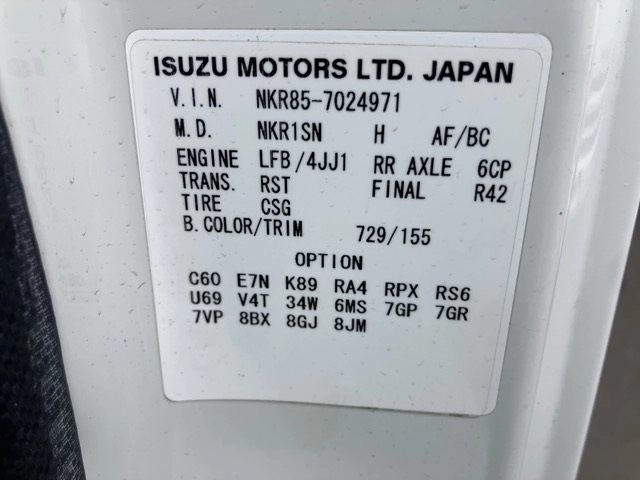 ISUZU MOTORS LTD. JAPAN
V.I.N. NKR85-7024971
M.D. NKR1SN H AF/BC
ENGINE LFB/4JJ1 RR AXLE 6CP
TRANS. RST FINAL R42
TIRE CSG
B.COLOR/TRIM 729/155
OPTION
C60 E7N K89 RA4 RPX RS6
U69 V4T 34W 6MS 7GP 7GR
7VP 8BX 8GJ 8JM